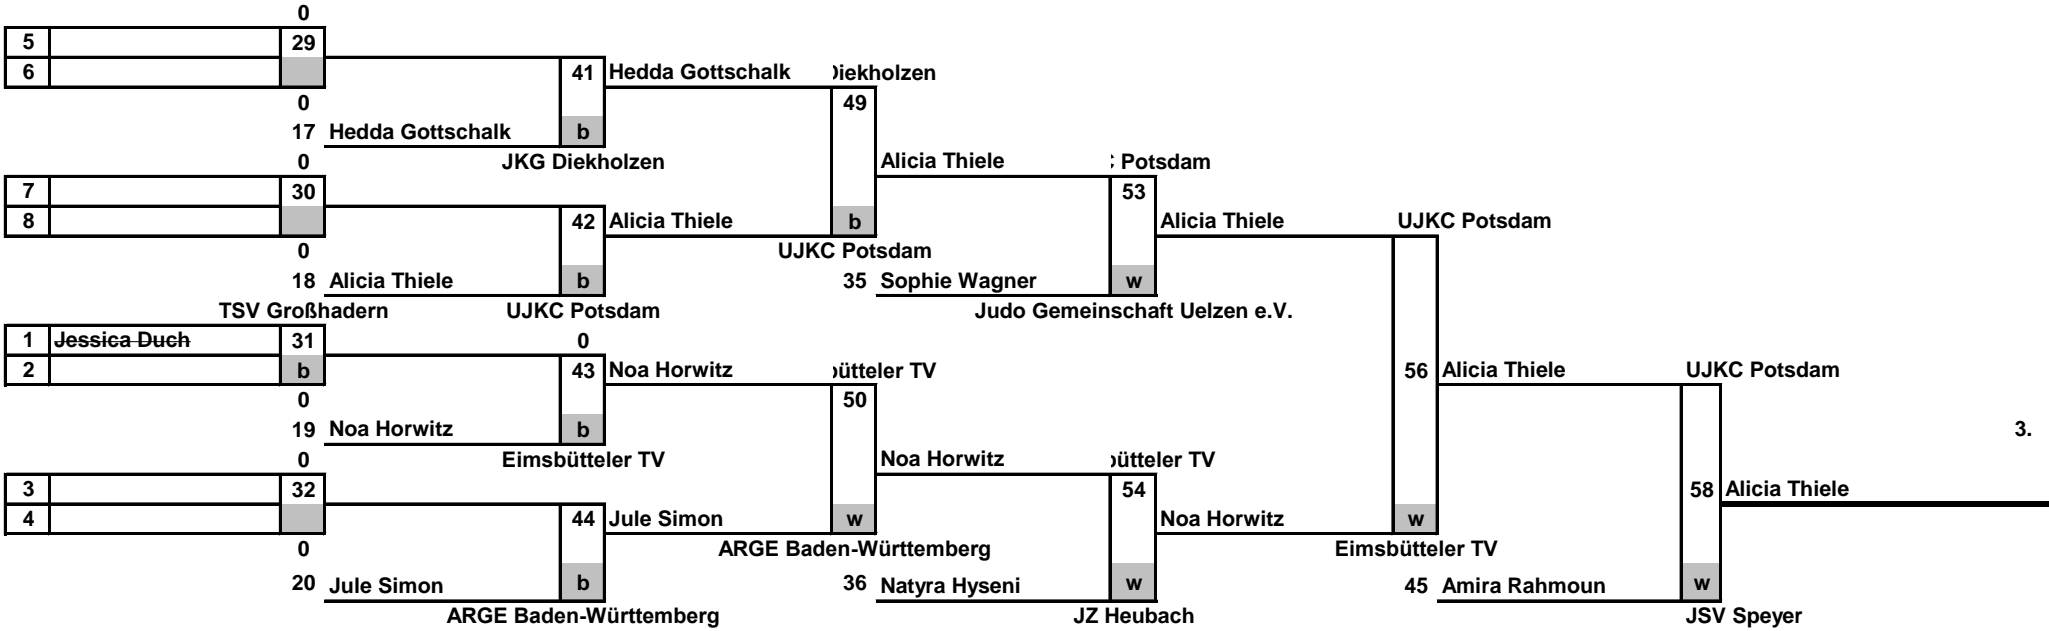 0
5 29
6 41 Hedda Gottschalk Diekholzen
0 49
17 Hedda Gottschalk b
0 JKG Diekholzen Alicia Thiele C Potsdam
7 30 53
8 42 Alicia Thiele b Alicia Thiele UJKC Potsdam
0 UJKC Potsdam
18 Alicia Thiele b 35 Sophie Wagner w
TSV Großhadern UJKC Potsdam Judo Gemeinschaft Uelzen e.V.
1 Jessica Duch 31 0
2 b 43 Noa Horwitz bütteler TV 56 Alicia Thiele UJKC Potsdam
0 50
19 Noa Horwitz b 3.
0 Eimsbütteler TV Noa Horwitz bütteler TV
3 32 54 58 Alicia Thiele
4 44 Jule Simon w Noa Horwitz w
0 ARGE Baden-Württemberg Eimsbütteler TV
20 Jule Simon b 36 Natyra Hyseni w 45 Amira Rahmoun w
ARGE Baden-Württemberg JZ Heubach JSV Speyer